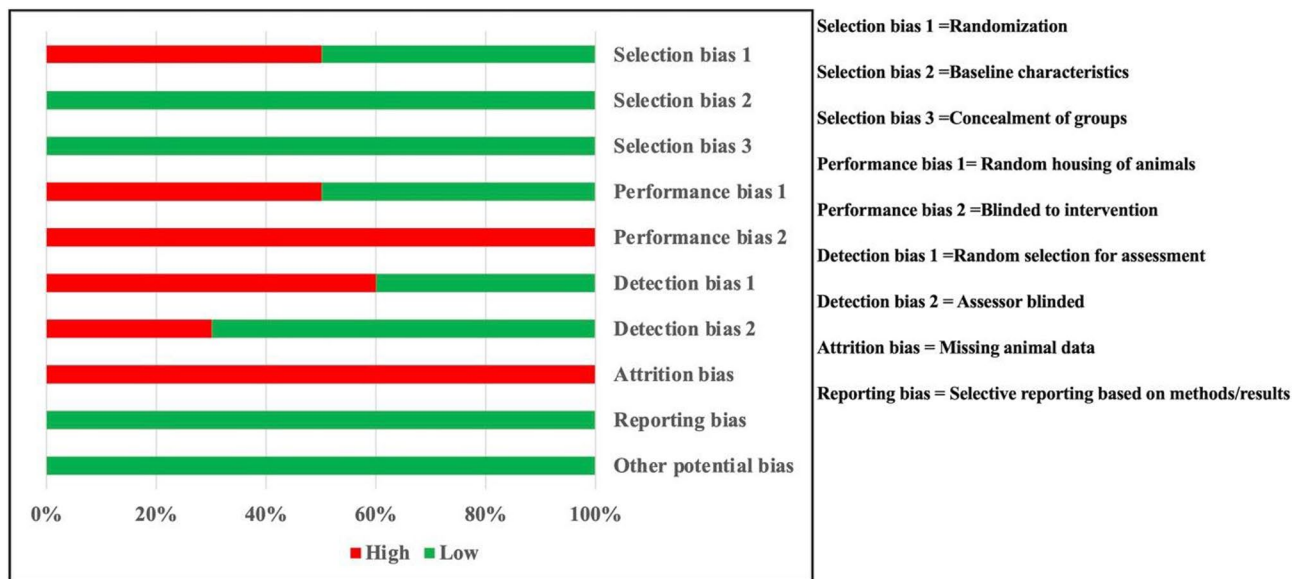 Selection bias 1
Selection bias 2
Selection bias 3
Performance bias 1
Performance bias 2
Detection bias 1
Detection bias 2
Attrition bias
Reporting bias
Other potential bias
0% 20% 40% 60% 80% 100%
High Low
Selection bias 1 =Randomization
Selection bias 2 =Baseline characteristics
Selection bias 3 =Concealment of groups
Performance bias 1= Random housing of animals
Performance bias 2 =Blinded to intervention
Detection bias 1 =Random selection for assessment
Detection bias 2 = Assessor blinded
Attrition bias = Missing animal data
Reporting bias = Selective reporting based on methods/results